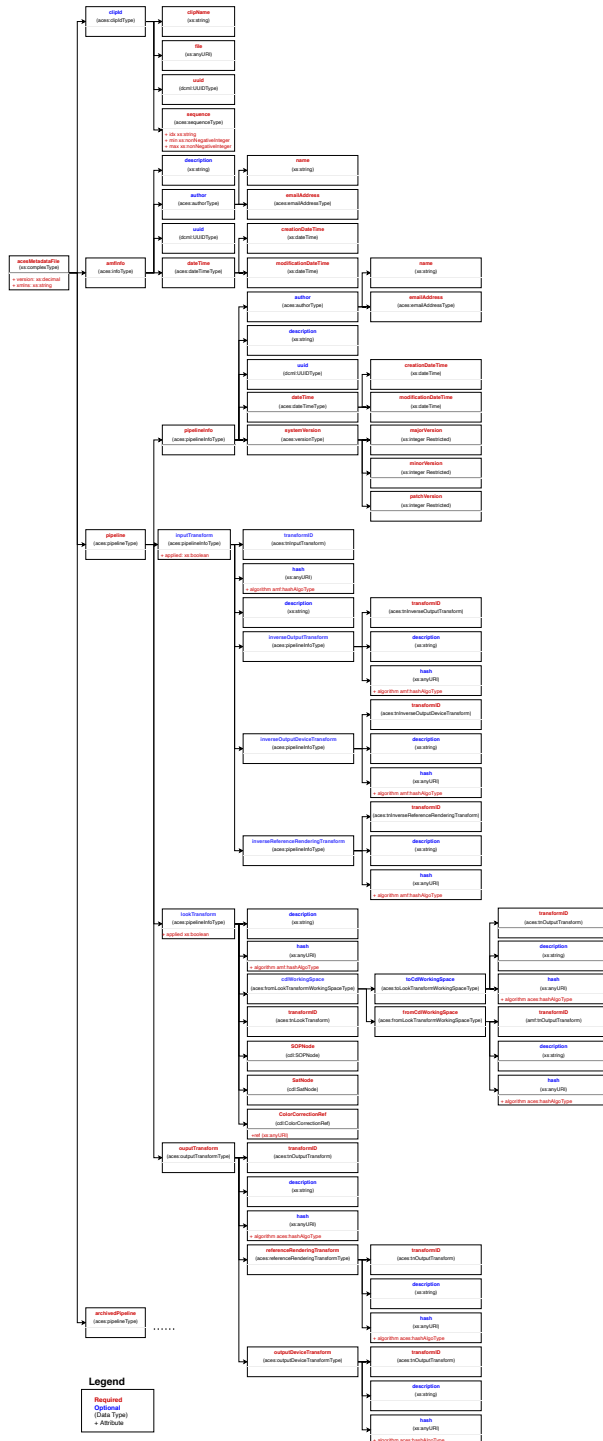 clipId
(aces:clipIdType)
clipName
(xs:string)
file
(xs:anyURI)
uuid
(dcml:UUIDType)
sequence
(aces:sequenceType)
+ idx xs:string
+ min xs:nonNegativeInteger
+ max xs:nonNegativeInteger
description
(xs:string)
name
(xs:string)
author
(aces:authorType)
emailAddress
(aces:emailAddressType)
uuid
(dcml:UUIDType)
creationDateTime
(xs:dateTime)
acesMetadataFile
(xs:complexType)
+ version: xs:decimal
+ xmlns: xs:string
amfInfo
(aces:infoType)
dateTime
(aces:dateTimeType)
modificationDateTime
(xs:dateTime)
name
(xs:string)
author
(aces:authorType)
emailAddress
(aces:emailAddressType)
description
(xs:string)
uuid
(dcml:UUIDType)
creationDateTime
(xs:dateTime)
dateTime
(aces:dateTimeType)
modificationDateTime
(xs:dateTime)
pipelineInfo
(aces:pipelineInfoType)
systemVersion
(aces:versionType)
majorVersion
(xs:integer Restricted)
minorVersion
(xs:integer Restricted)
patchVersion
(xs:integer Restricted)
pipeline
(aces:pipelineType)
inputTransform
(aces:pipelineInfoType)
+ applied: xs:boolean
transformID
(aces:tnInputTransform)
hash
(xs:anyURI)
+ algorithm amf:hashAlgoType
description
(xs:string)
transformID
(aces:tnInverseOutputTransform)
inverseOutputTransform
(aces:pipelineInfoType)
description
(xs:string)
hash
(xs:anyURI)
+ algorithm amf:hashAlgoType
transformID
(aces:tnInverseOutputDeviceTransform)
inverseOutputDeviceTransform
(aces:pipelineInfoType)
description
(xs:string)
hash
(xs:anyURI)
+ algorithm amf:hashAlgoType
transformID
(aces:tnInverseReferenceRenderingTransform)
inverseReferenceRenderingTransform
(aces:pipelineInfoType)
description
(xs:string)
hash
(xs:anyURI)
+ algorithm amf:hashAlgoType
lookTransform
(aces:pipelineInfoType)
+ applied xs:boolean
description
(xs:string)
transformID
(aces:tnOutputTransform)
hash
(xs:anyURI)
+ algorithm amf:hashAlgoType
description
(xs:string)
cdlWorkingSpace
(aces:fromLookTransformWorkingSpaceType)
toCdlWorkingSpace
(aces:toLookTransformWorkingSpaceType)
hash
(xs:anyURI)
+ algorithm aces:hashAlgoType
transformID
(aces:tnLookTransform)
fromCdlWorkingSpace
(aces:fromLookTransformWorkingSpaceType)
transformID
(amf:tnOutputTransform)
SOPNode
(cdl:SOPNode)
description
(xs:string)
SatNode
(cdl:SatNode)
hash
(xs:anyURI)
+ algorithm aces:hashAlgoType
ColorCorrectionRef
(cdl:ColorCorrectionRef)
+ref (xs:anyURI)
ouputTransform
(aces:outputTransformType)
transformID
(aces:tnOutputTransform)
description
(xs:string)
hash
(xs:anyURI)
+ algorithm aces:hashAlgoType
referenceRenderingTransform
(aces:referenceRenderingTransformType)
transformID
(aces:tnOutputTransform)
description
(xs:string)
archivedPipeline
(aces:pipelineType)
......
hash
(xs:anyURI)
+ algorithm aces:hashAlgoType
outputDeviceTransform
(aces:outputDeviceTransformType)
transformID
(aces:tnOutputTransform)
description
(xs:string)
hash
(xs:anyURI)
+ algorithm aces:hashAlgoType
Legend
Required
Optional
(Data Type)
+ Attribute